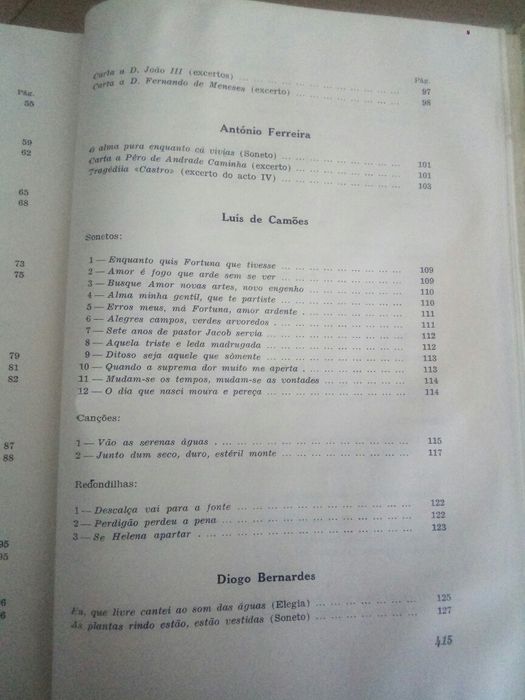 Pág.
55
59
62
65
68
73
75
79
81
82
87
88
95
95
6
6
Pág.
Carta a D. João III (excertos) ... 97
Carta a D. Fernando de Meneses (excerto) ... 98
António Ferreira
Ó alma pura enquanto cá vivias (Soneto) ... 101
Carta a Pêro de Andrade Caminha (excerto) ... 101
Tragédia «Castro» (excerto do acto IV) ... 103
Luís de Camões
Sonetos:
1 — Enquanto quis Fortuna que tivesse ... 109
2 — Amor é fogo que arde sem se ver ... 109
3 — Busque Amor novas artes, novo engenho ... 110
4 — Alma minha gentil, que te partiste ... 110
5 — Erros meus, má Fortuna, amor ardente ... 111
6 — Alegres campos, verdes arvoredos ... 111
7 — Sete anos de pastor Jacob servia ... 112
8 — Aquela triste e leda madrugada ... 112
9 — Ditoso seja aquele que sòmente ... 113
10 — Quando a suprema dor muito me aperta ... 113
11 — Mudam-se os tempos, mudam-se as vontades ... 114
12 — O dia que nasci moura e pereça ... 114
Canções:
1 — Vão as serenas águas ... 115
2 — Junto dum seco, duro, estéril monte ... 117
Redondilhas:
1 — Descalça vai para a fonte ... 122
2 — Perdigão perdeu a pena ... 122
3 — Se Helena apartar ... 123
Diogo Bernardes
Eu, que livre cantei ao som das águas (Elegia) ... 125
As plantas rindo estão, estão vestidas (Soneto) ... 127
415